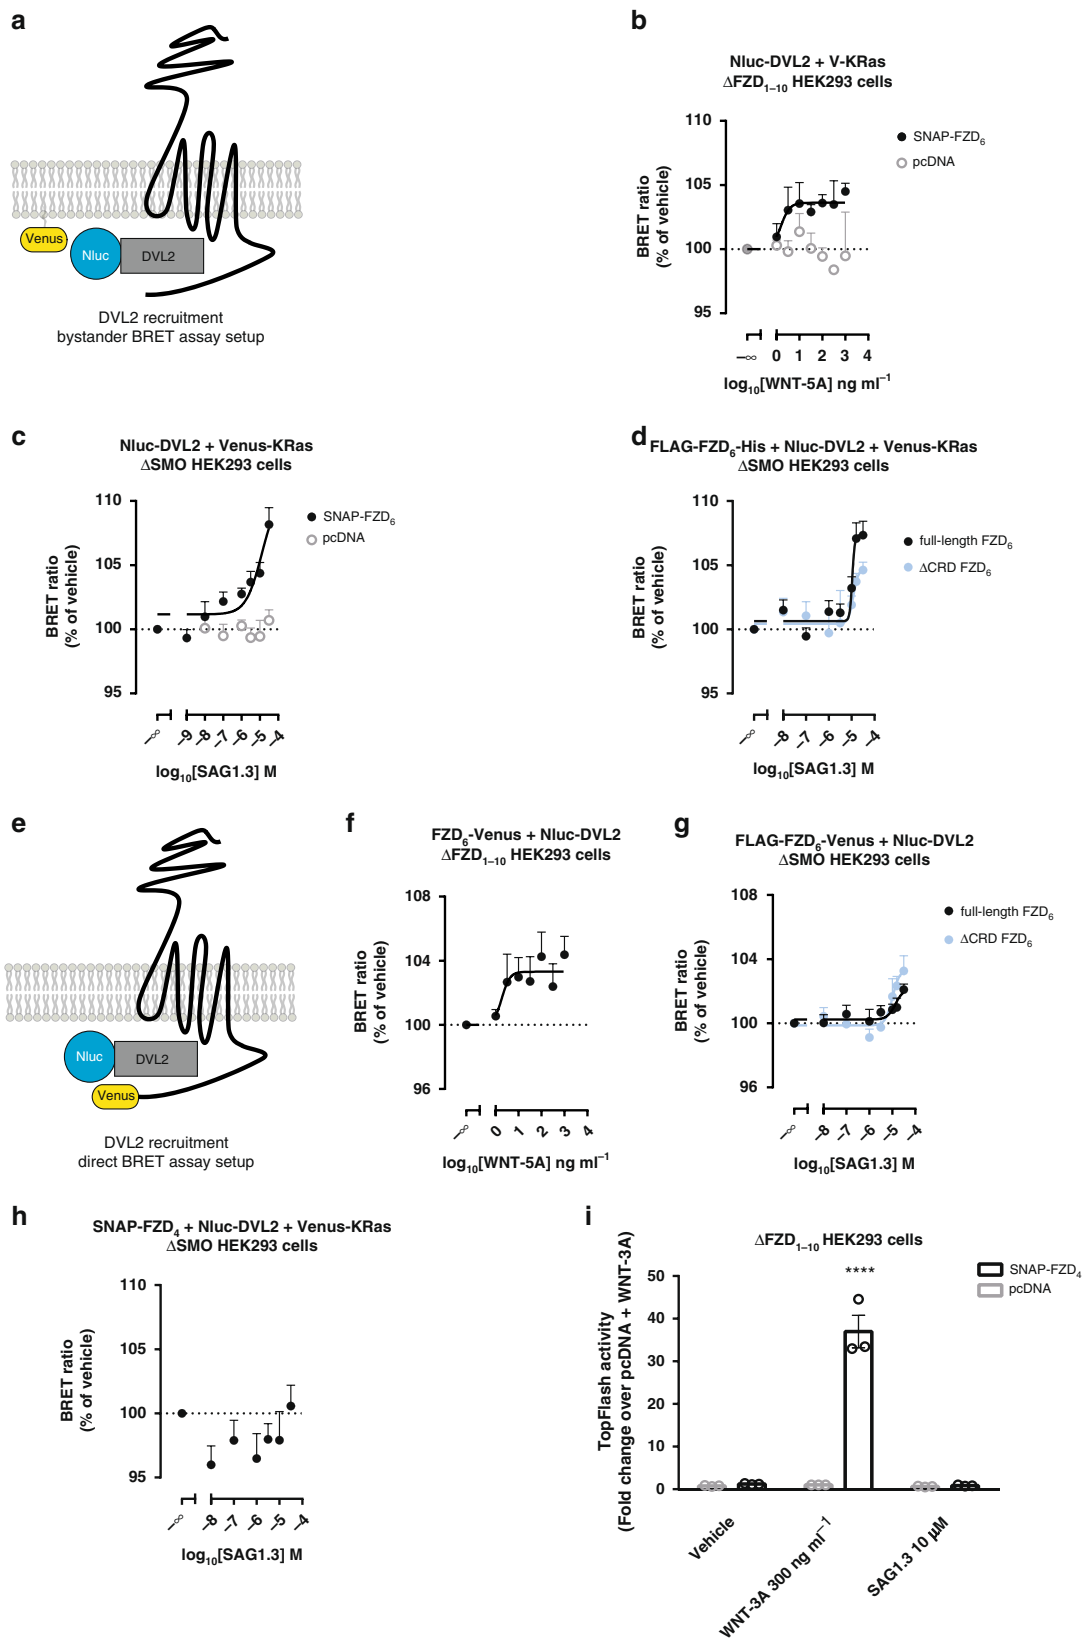 a
Venus
Nluc
DVL2
DVL2 recruitment
bystander BRET assay setup
b
Nluc-DVL2 + V-KRas
ΔFZD1–10 HEK293 cells
110
105
100
95
BRET ratio
(% of vehicle)
SNAP-FZD6
pcDNA
–∞ 0 1 2 3 4
log10[WNT-5A] ng ml–1
c
Nluc-DVL2 + Venus-KRas
ΔSMO HEK293 cells
110
105
100
95
BRET ratio
(% of vehicle)
SNAP-FZD6
pcDNA
–∞ –9 –8 –7 –6 –5 –4
log10[SAG1.3] M
d
FLAG-FZD6-His + Nluc-DVL2 + Venus-KRas
ΔSMO HEK293 cells
110
105
100
95
BRET ratio
(% of vehicle)
full-length FZD6
ΔCRD FZD6
–∞ –8 –7 –6 –5 –4
log10[SAG1.3] M
e
Nluc
DVL2
Venus
DVL2 recruitment
direct BRET assay setup
f
FZD6-Venus + Nluc-DVL2
ΔFZD1–10 HEK293 cells
108
104
100
96
BRET ratio
(% of vehicle)
–∞ 0 1 2 3 4
log10[WNT-5A] ng ml–1
g
FLAG-FZD6-Venus + Nluc-DVL2
ΔSMO HEK293 cells
108
104
100
96
BRET ratio
(% of vehicle)
full-length FZD6
ΔCRD FZD6
–∞ –8 –7 –6 –5 –4
log10[SAG1.3] M
h
SNAP-FZD4 + Nluc-DVL2 + Venus-KRas
ΔSMO HEK293 cells
110
105
100
95
BRET ratio
(% of vehicle)
–∞ –8 –7 –6 –5 –4
log10[SAG1.3] M
i
ΔFZD1–10 HEK293 cells
****
50
40
30
20
10
0
TopFlash activity
(Fold change over pcDNA + WNT-3A)
SNAP-FZD4
pcDNA
Vehicle
WNT-3A 300 ng ml–1
SAG1.3 10 µM